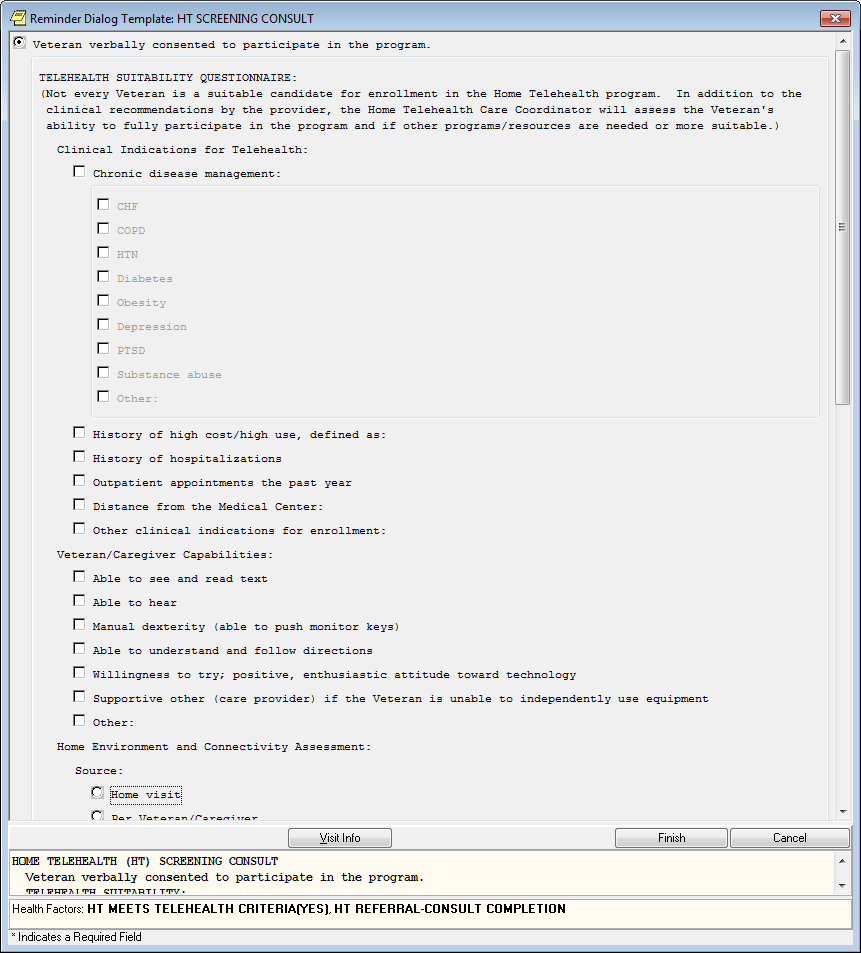 Reminder Dialog Template: HT SCREENING CONSULT
Veteran verbally consented to participate in the program.
TELEHEALTH SUITABILITY QUESTIONNAIRE:
(Not every Veteran is a suitable candidate for enrollment in the Home Telehealth program.  In addition to the
clinical recommendations by the provider, the Home Telehealth Care Coordinator will assess the Veteran's
ability to fully participate in the program and if other programs/resources are needed or more suitable.)
Clinical Indications for Telehealth:
Chronic disease management:
CHF
COPD
HTN
Diabetes
Obesity
Depression
PTSD
Substance abuse
Other:
History of high cost/high use, defined as:
History of hospitalizations
Outpatient appointments the past year
Distance from the Medical Center:
Other clinical indications for enrollment:
Veteran/Caregiver Capabilities:
Able to see and read text
Able to hear
Manual dexterity (able to push monitor keys)
Able to understand and follow directions
Willingness to try; positive, enthusiastic attitude toward technology
Supportive other (care provider) if the Veteran is unable to independently use equipment
Other:
Home Environment and Connectivity Assessment:
Source:
Home visit
Per Veteran/Caregiver
Visit Info Finish Cancel
HOME TELEHEALTH (HT) SCREENING CONSULT
Veteran verbally consented to participate in the program.
TELEHEALTH SUITABILITY:
Health Factors: HT MEETS TELEHEALTH CRITERIA(YES), HT REFERRAL-CONSULT COMPLETION
* Indicates a Required Field